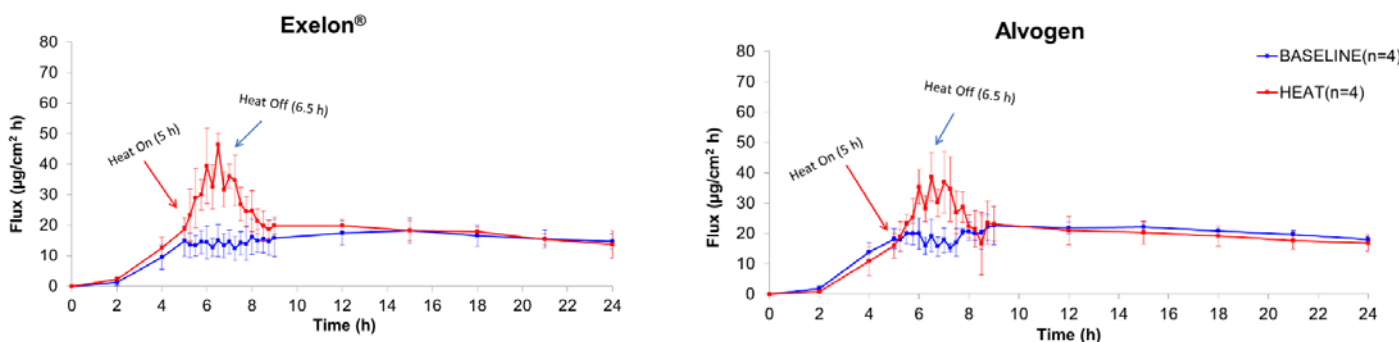 Exelon®
80
70
60
50
40
30
20
10
0
Flux (µg/cm² h)
Heat On (5 h)
Heat Off (6.5 h)
0 2 4 6 8 10 12 14 16 18 20 22 24
Time (h)
Alvogen
80
70
60
50
40
30
20
10
0
Flux (µg/cm² h)
Heat On (5 h)
Heat Off (6.5 h)
0 2 4 6 8 10 12 14 16 18 20 22 24
Time (h)
BASELINE(n=4)
HEAT(n=4)